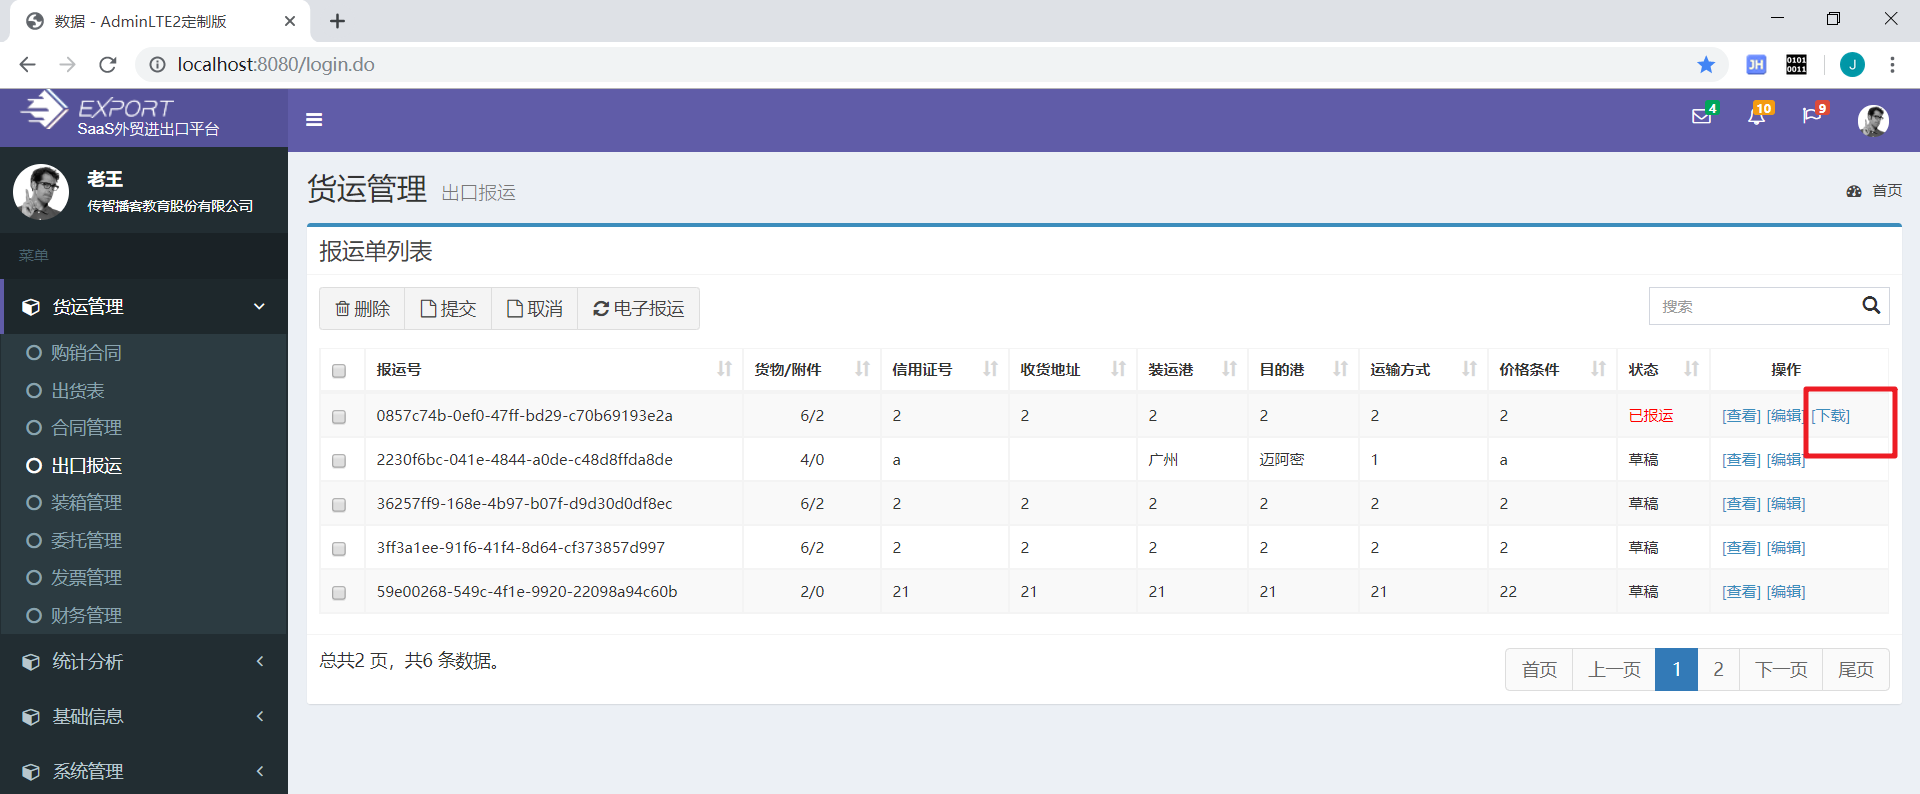 数据 - AdminLTE2定制版
localhost:8080/login.do
JH
0101
0011
J
EXPORT
SaaS外贸进出口平台
4
10
9
老王
传智播客教育股份有限公司
菜单
货运管理
购销合同
出货表
合同管理
出口报运
装箱管理
委托管理
发票管理
财务管理
统计分析
基础信息
系统管理
货运管理 出口报运
首页
报运单列表
删除 提交 取消 电子报运
搜索
报运号 货物/附件 信用证号 收货地址 装运港 目的港 运输方式 价格条件 状态 操作
0857c74b-0ef0-47ff-bd29-c70b69193e2a 6/2 2 2 2 2 2 2 已报运 [查看] [编辑] [下载]
2230f6bc-041e-4844-a0de-c48d8ffda8de 4/0 a 广州 迈阿密 1 a 草稿 [查看] [编辑]
36257ff9-168e-4b97-b07f-d9d30d0df8ec 6/2 2 2 2 2 2 2 草稿 [查看] [编辑]
3ff3a1ee-91f6-41f4-8d64-cf373857d997 6/2 2 2 2 2 2 2 草稿 [查看] [编辑]
59e00268-549c-4f1e-9920-22098a94c60b 2/0 21 21 21 21 21 22 草稿 [查看] [编辑]
总共2 页，共6 条数据。
首页 上一页 1 2 下一页 尾页